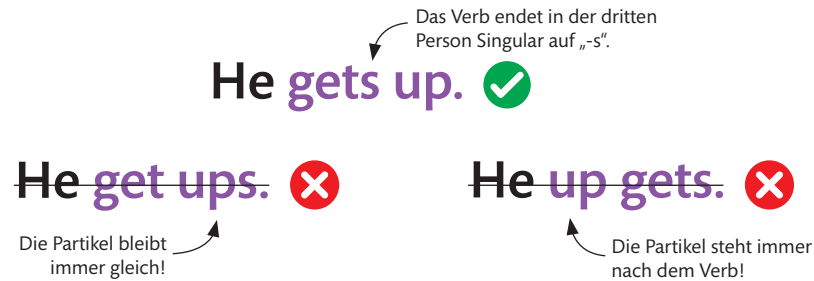 Das Verb endet in der dritten
Person Singular auf „-s“.
He gets up.
He get ups.
He up gets.
Die Partikel bleibt
immer gleich!
Die Partikel steht immer
nach dem Verb!